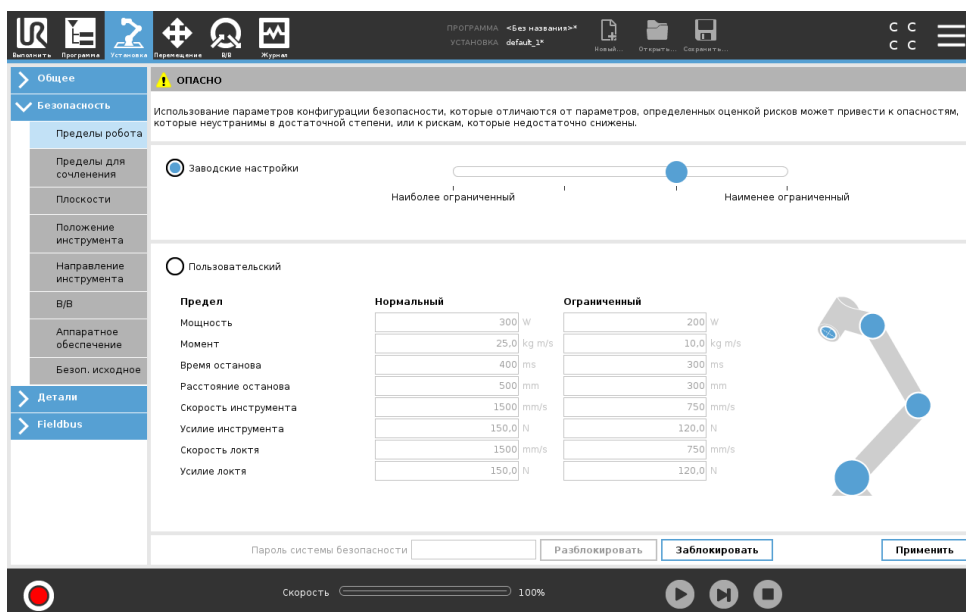 UR
Выполнить Программа Установка Перемещение В/В Журнал
ПРОГРАММА <Без названия>*
УСТАНОВКА default_1*
Новый... Открыть... Сохранить...
C C
C C
Общее
Безопасность
Пределы робота
Пределы для
сочленения
Плоскости
Положение
инструмента
Направление
инструмента
В/В
Аппаратное
обеспечение
Безоп. исходное
Детали
Fieldbus
ОПАСНО
Использование параметров конфигурации безопасности, которые отличаются от параметров, определенных оценкой рисков может привести к опасностям,
которые неустранимы в достаточной степени, или к рискам, которые недостаточно снижены.
Заводские настройки
Наиболее ограниченный Наименее ограниченный
Пользовательский
Предел Нормальный Ограниченный
Мощность 300 W 200 W
Момент 25,0 kg m/s 10,0 kg m/s
Время останова 400 ms 300 ms
Расстояние останова 500 mm 300 mm
Скорость инструмента 1500 mm/s 750 mm/s
Усилие инструмента 150,0 N 120,0 N
Скорость локтя 1500 mm/s 750 mm/s
Усилие локтя 150,0 N 120,0 N
Пароль системы безопасности Разблокировать Заблокировать Применить
Скорость 100%